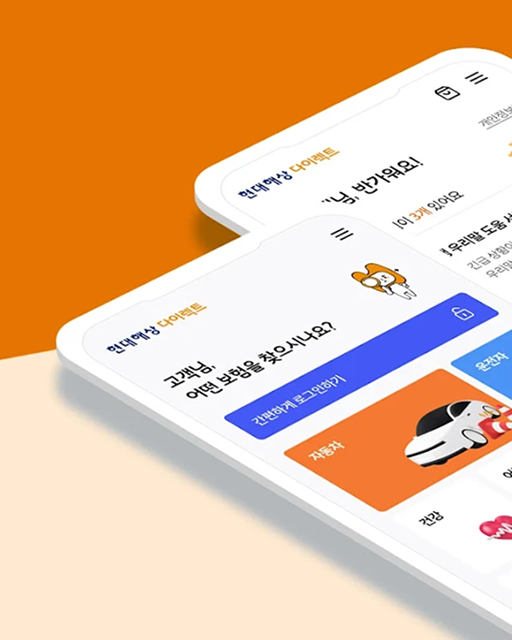 현대해상 다이렉트
님, 반가워요!
개인정보
3개 있어요
우리말 도움 서
긴급 상황이
우리말
현대해상 다이렉트
고객님,
어떤 보험을 찾으시나요?
간편하게 로그인하기
자동차
운전자
건강